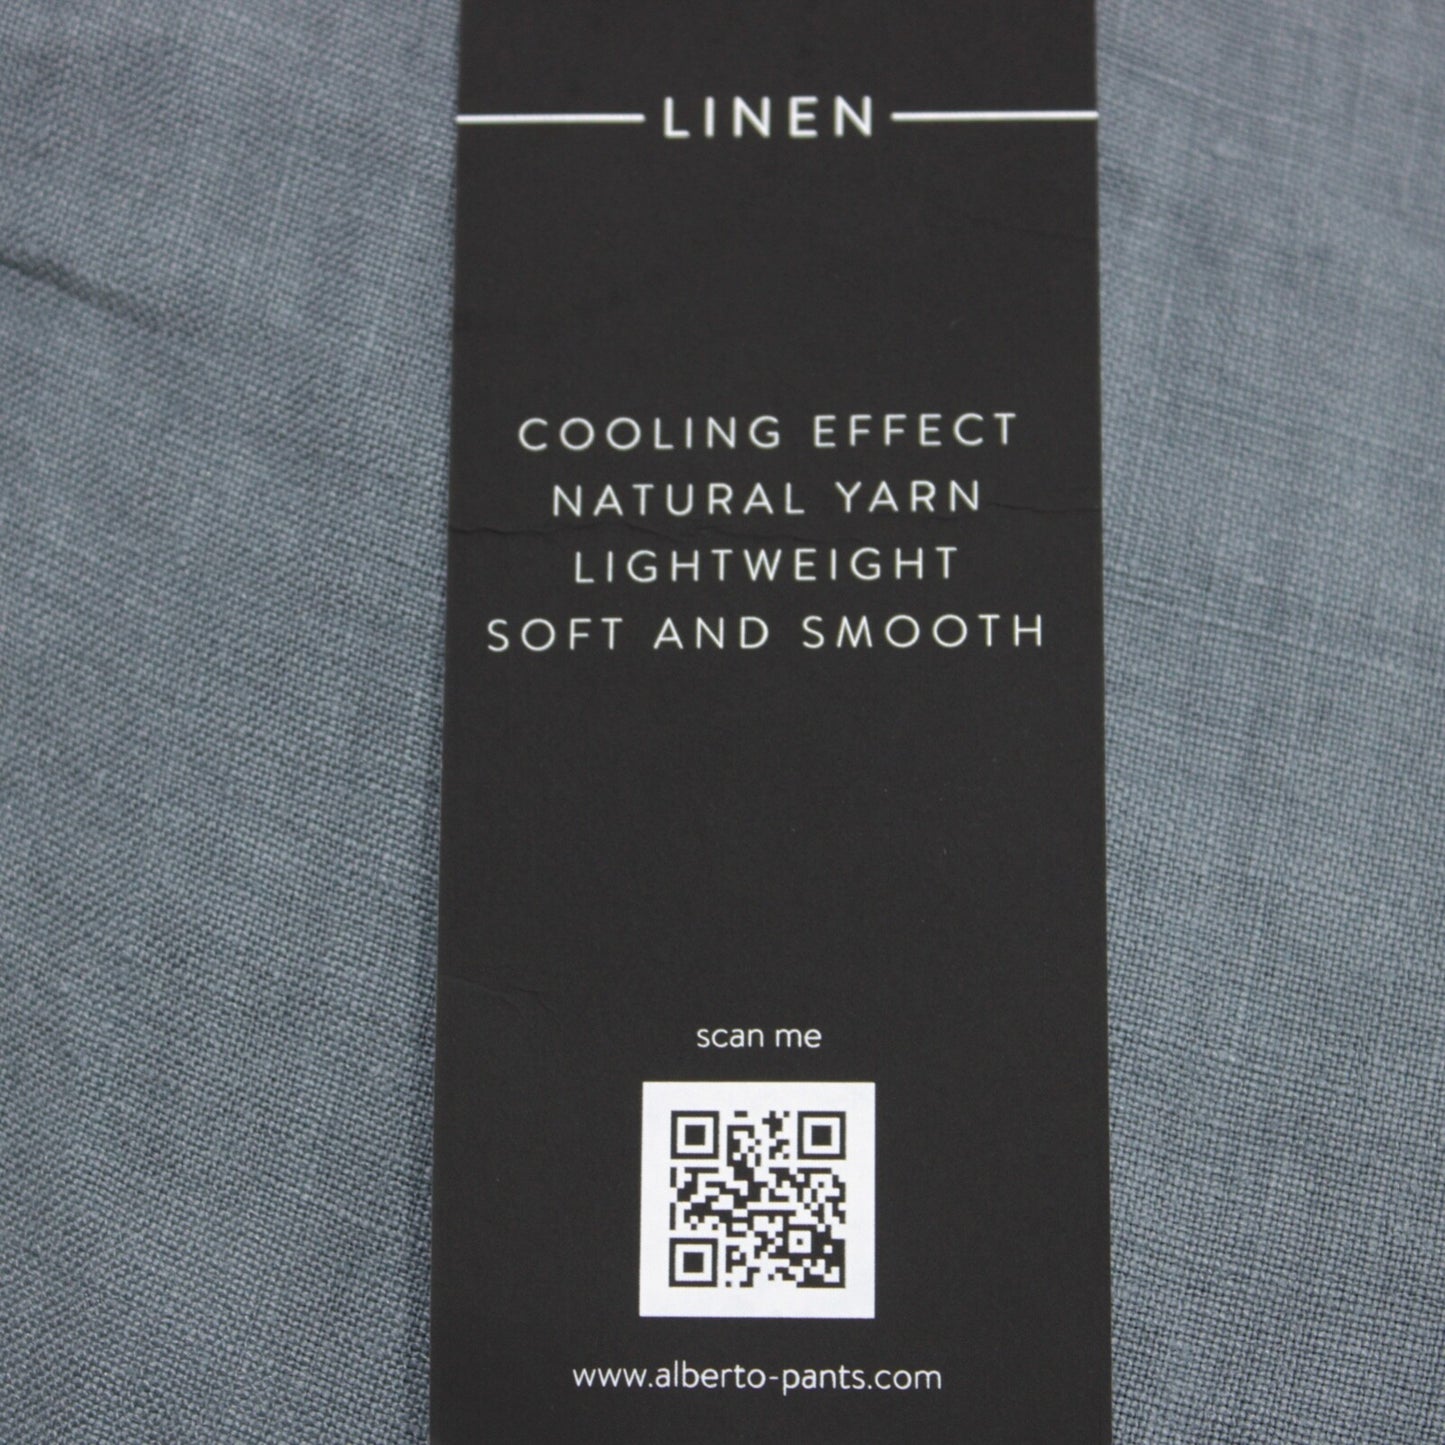 LINEN
COOLING EFFECT
NATURAL YARN
LIGHTWEIGHT
SOFT AND SMOOTH
scan me
www.alberto-pants.com